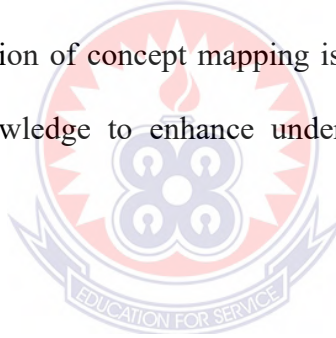 ion of concept mapping is
wledge to enhance under
EDUCATION FOR SERVICE